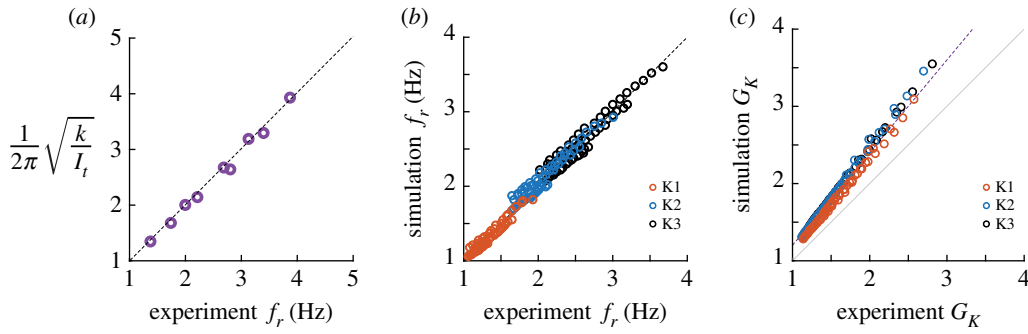 (a)
5
4
3
2
1
1 2 3 4 5
1/2π √k/I_t
experiment f_r (Hz)
(b)
4
3
2
1
1 2 3 4
simulation f_r (Hz)
experiment f_r (Hz)
K1
K2
K3
(c)
4
3
2
1
1 2 3 4
simulation G_K
experiment G_K
K1
K2
K3